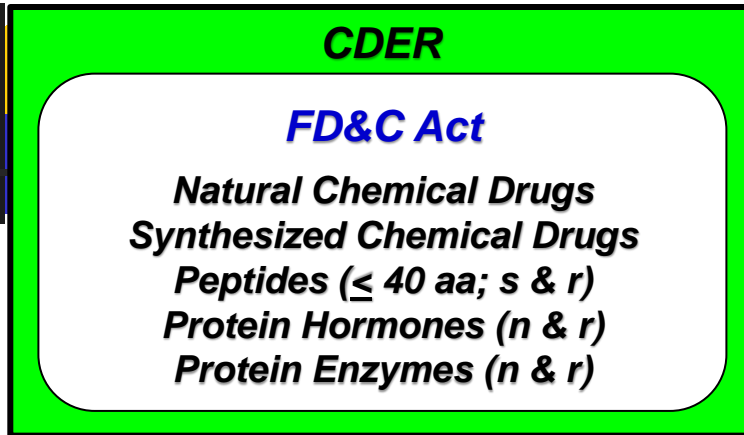 CDER
FD&C Act
Natural Chemical Drugs
Synthesized Chemical Drugs
Peptides (≤ 40 aa; s & r)
Protein Hormones (n & r)
Protein Enzymes (n & r)